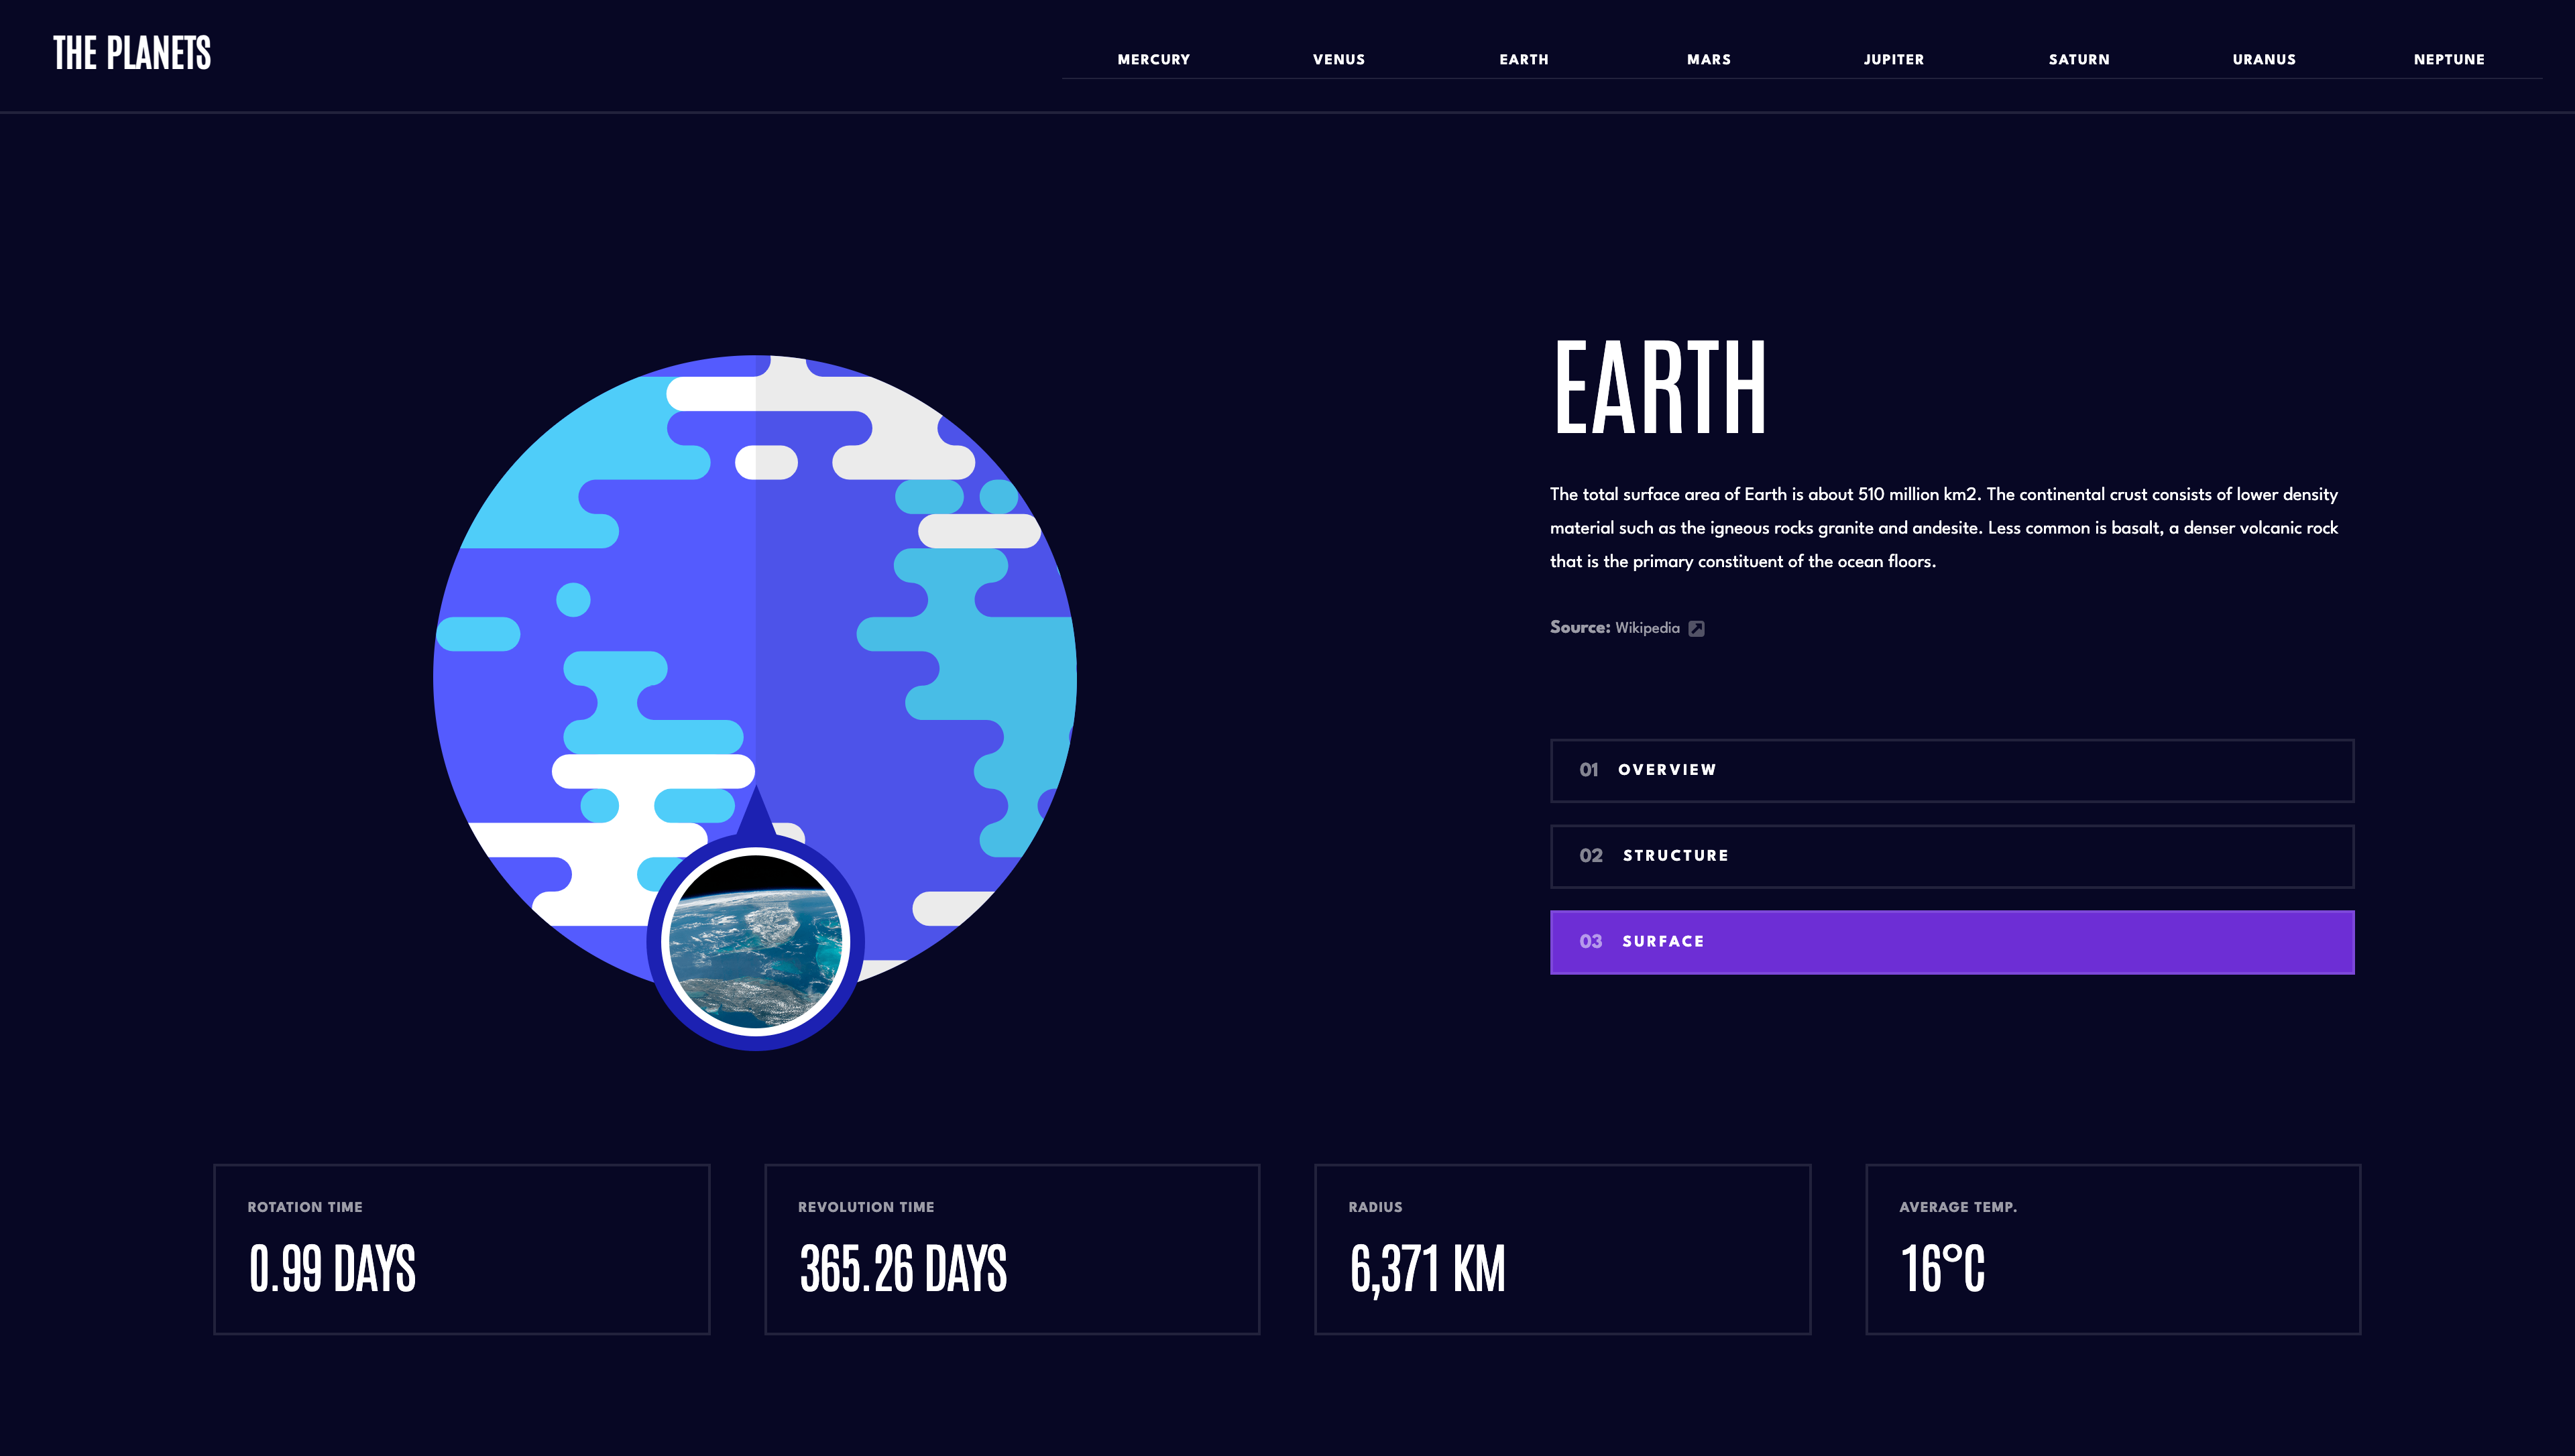 THE PLANETS
MERCURY VENUS EARTH MARS JUPITER SATURN URANUS NEPTUNE
EARTH
The total surface area of Earth is about 510 million km2. The continental crust consists of lower density
material such as the igneous rocks granite and andesite. Less common is basalt, a denser volcanic rock
that is the primary constituent of the ocean floors.
Source: Wikipedia
01 OVERVIEW
02 STRUCTURE
03 SURFACE
ROTATION TIME
0.99 DAYS
REVOLUTION TIME
365.26 DAYS
RADIUS
6,371 KM
AVERAGE TEMP.
16°C